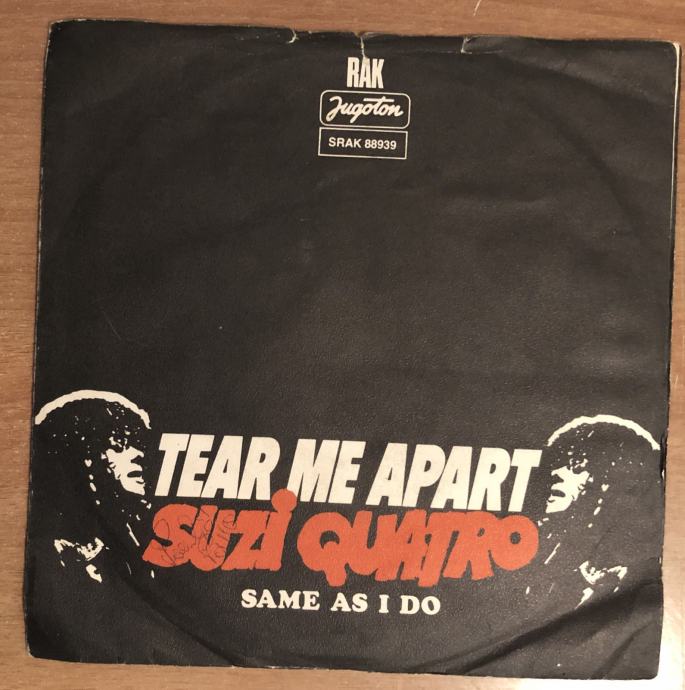 RAK
Jugoton
SRAK 88939
TEAR ME APART
SUZI QUATRO
SAME AS I DO